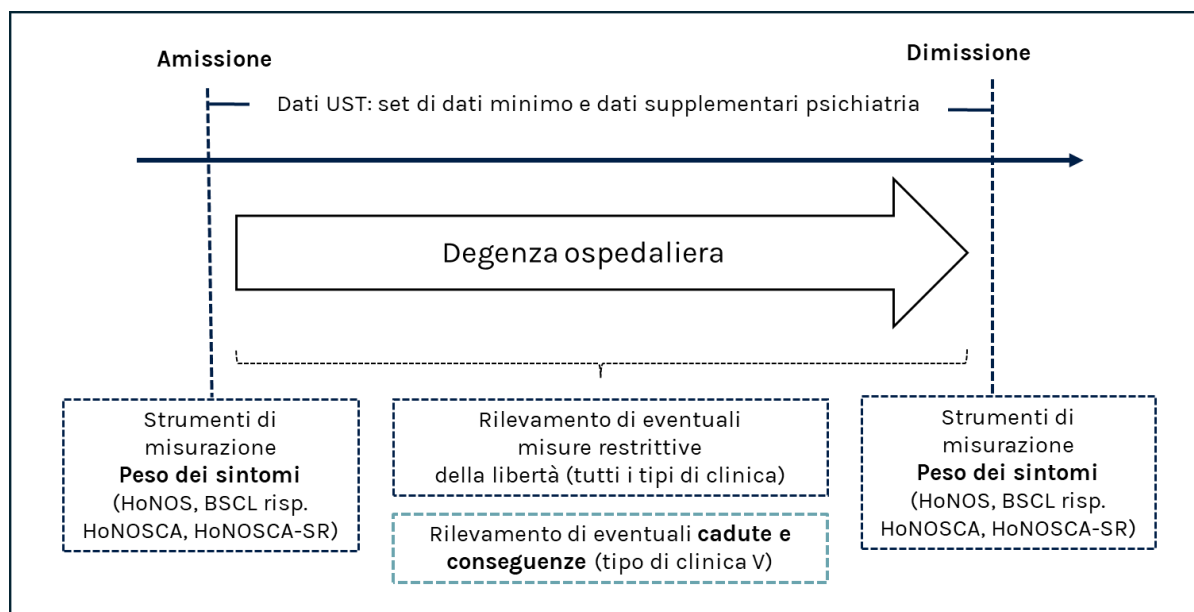 Amissione
Dimissione
Dati UST: set di dati minimo e dati supplementari psichiatria
Degenza ospedaliera
Strumenti di
misurazione
Peso dei sintomi
(HoNOS, BSCL risp.
HoNOSCA, HoNOSCA-SR)
Rilevamento di eventuali
misure restrittive
della libertà (tutti i tipi di clinica)
Rilevamento di eventuali cadute e
conseguenze (tipo di clinica V)
Strumenti di
misurazione
Peso dei sintomi
(HoNOS, BSCL risp.
HoNOSCA, HoNOSCA-SR)